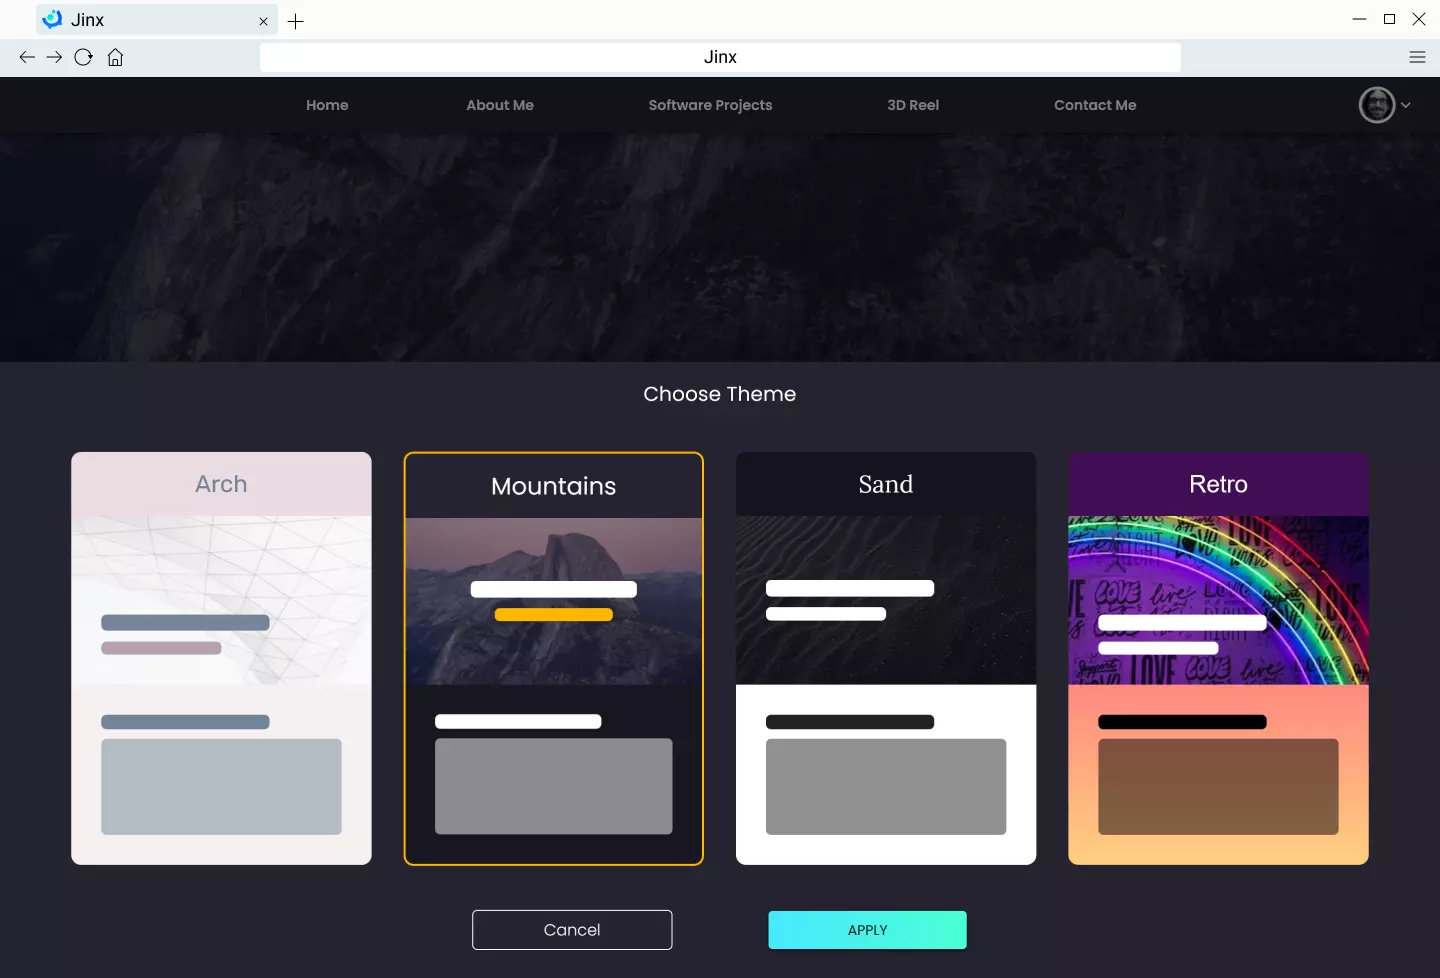 Jinx
Jinx
Home
About Me
Software Projects
3D Reel
Contact Me
Choose Theme
Arch
Mountains
Sand
Retro
Cancel
APPLY